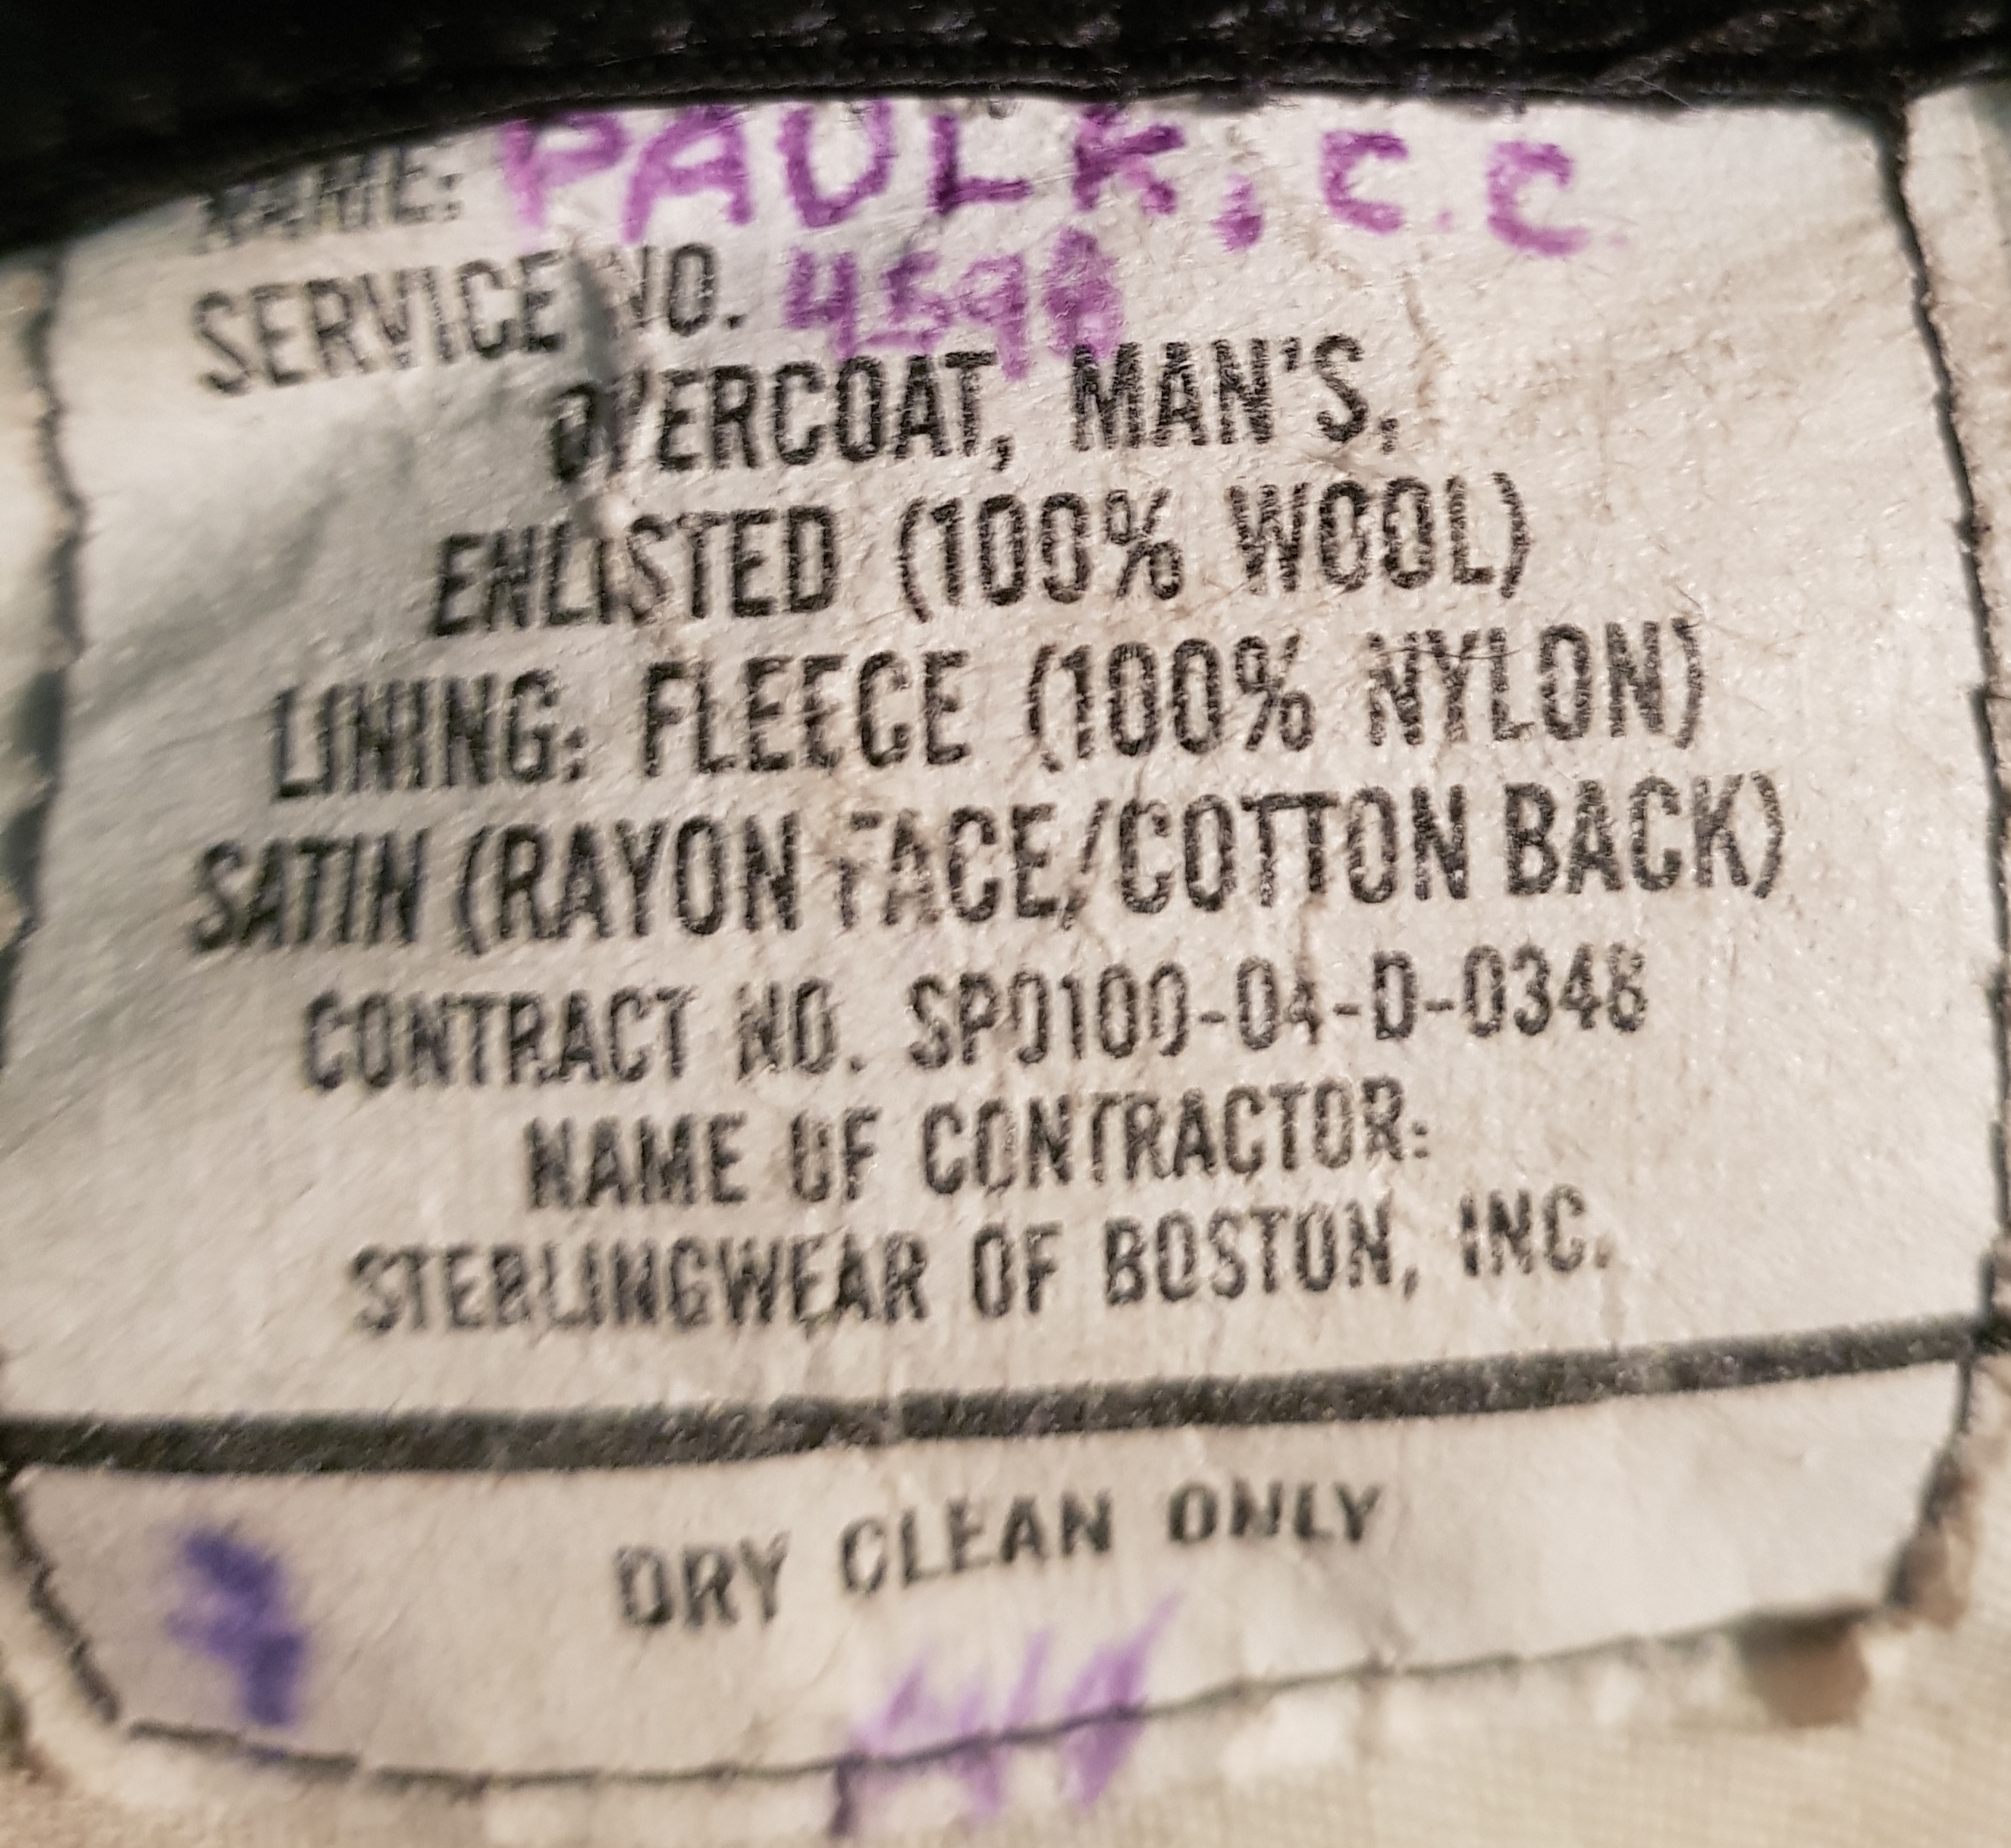 NAME: PAULK, C.C.
SERVICE NO. 4598
OVERCOAT, MAN'S,
ENLISTED (100% WOOL)
LINING: FLEECE (100% NYLON)
SATIN (RAYON FACE/COTTON BACK)
CONTRACT NO. SP0100-04-D-0348
NAME OF CONTRACTOR:
STERLINGWEAR OF BOSTON, INC.
DRY CLEAN ONLY